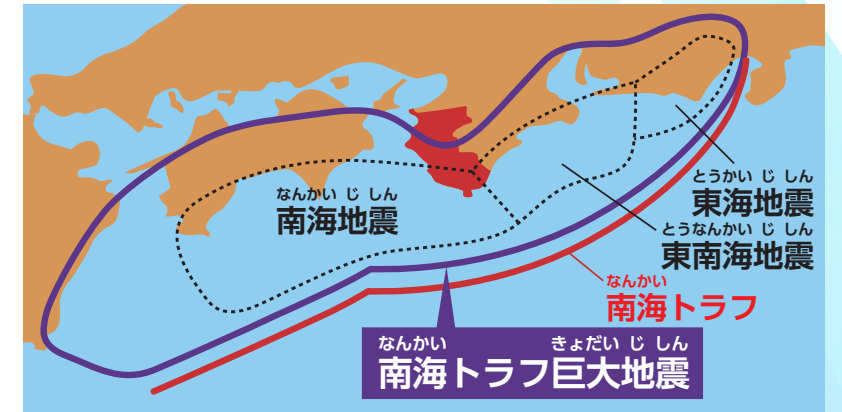 なんかい じ しん
南海地震
とうかい じ しん
東海地震
とうなんかい じ しん
東南海地震
なんかい
南海トラフ
なんかい きょだい じ しん
南海トラフ巨大地震